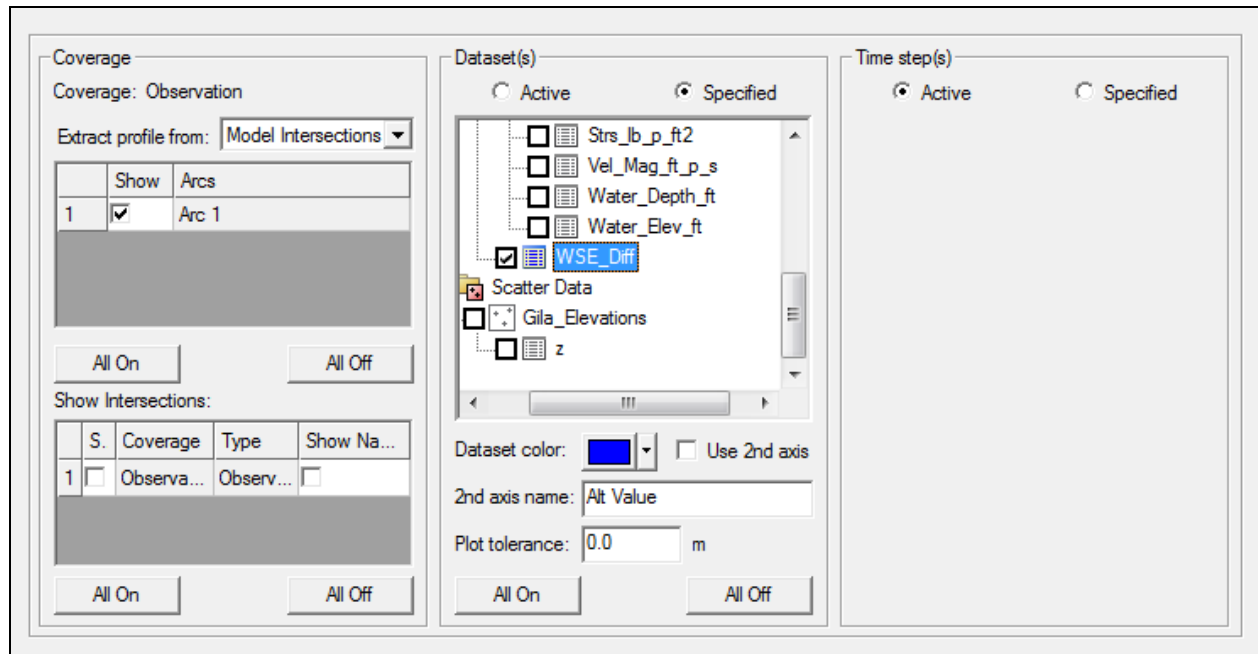 Coverage
Coverage: Observation
Extract profile from: Model Intersections
Show Arcs
1 Arc 1
All On All Off
Show Intersections:
S. Coverage Type Show Na...
1 Observa... Observ...
All On All Off
Dataset(s)
Active Specified
Strs_lb_p_ft2
Vel_Mag_ft_p_s
Water_Depth_ft
Water_Elev_ft
WSE_Diff
Scatter Data
Gila_Elevations
z
Dataset color: Use 2nd axis
2nd axis name: Alt Value
Plot tolerance: 0.0 m
All On All Off
Time step(s)
Active Specified